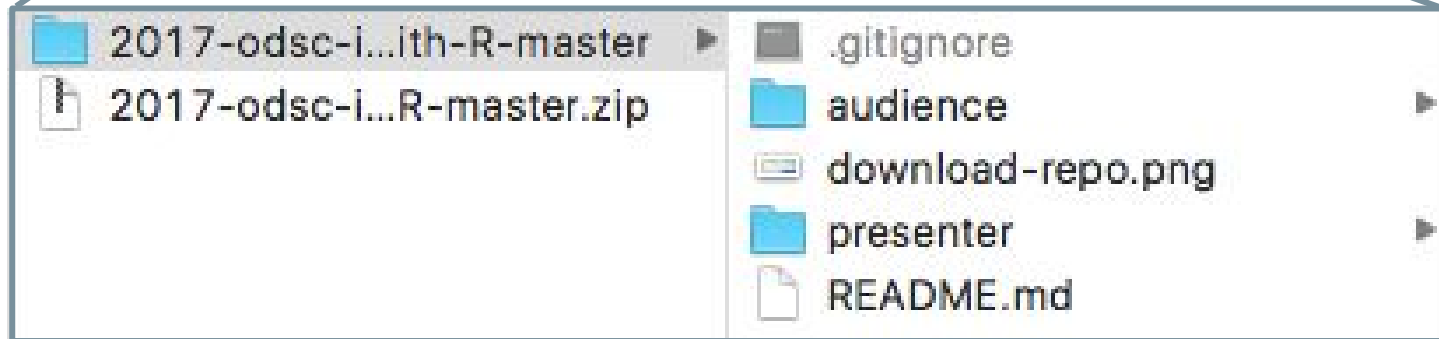 2017-odsc-i...ith-R-master
2017-odsc-i...R-master.zip
.gitignore
audience
download-repo.png
presenter
README.md